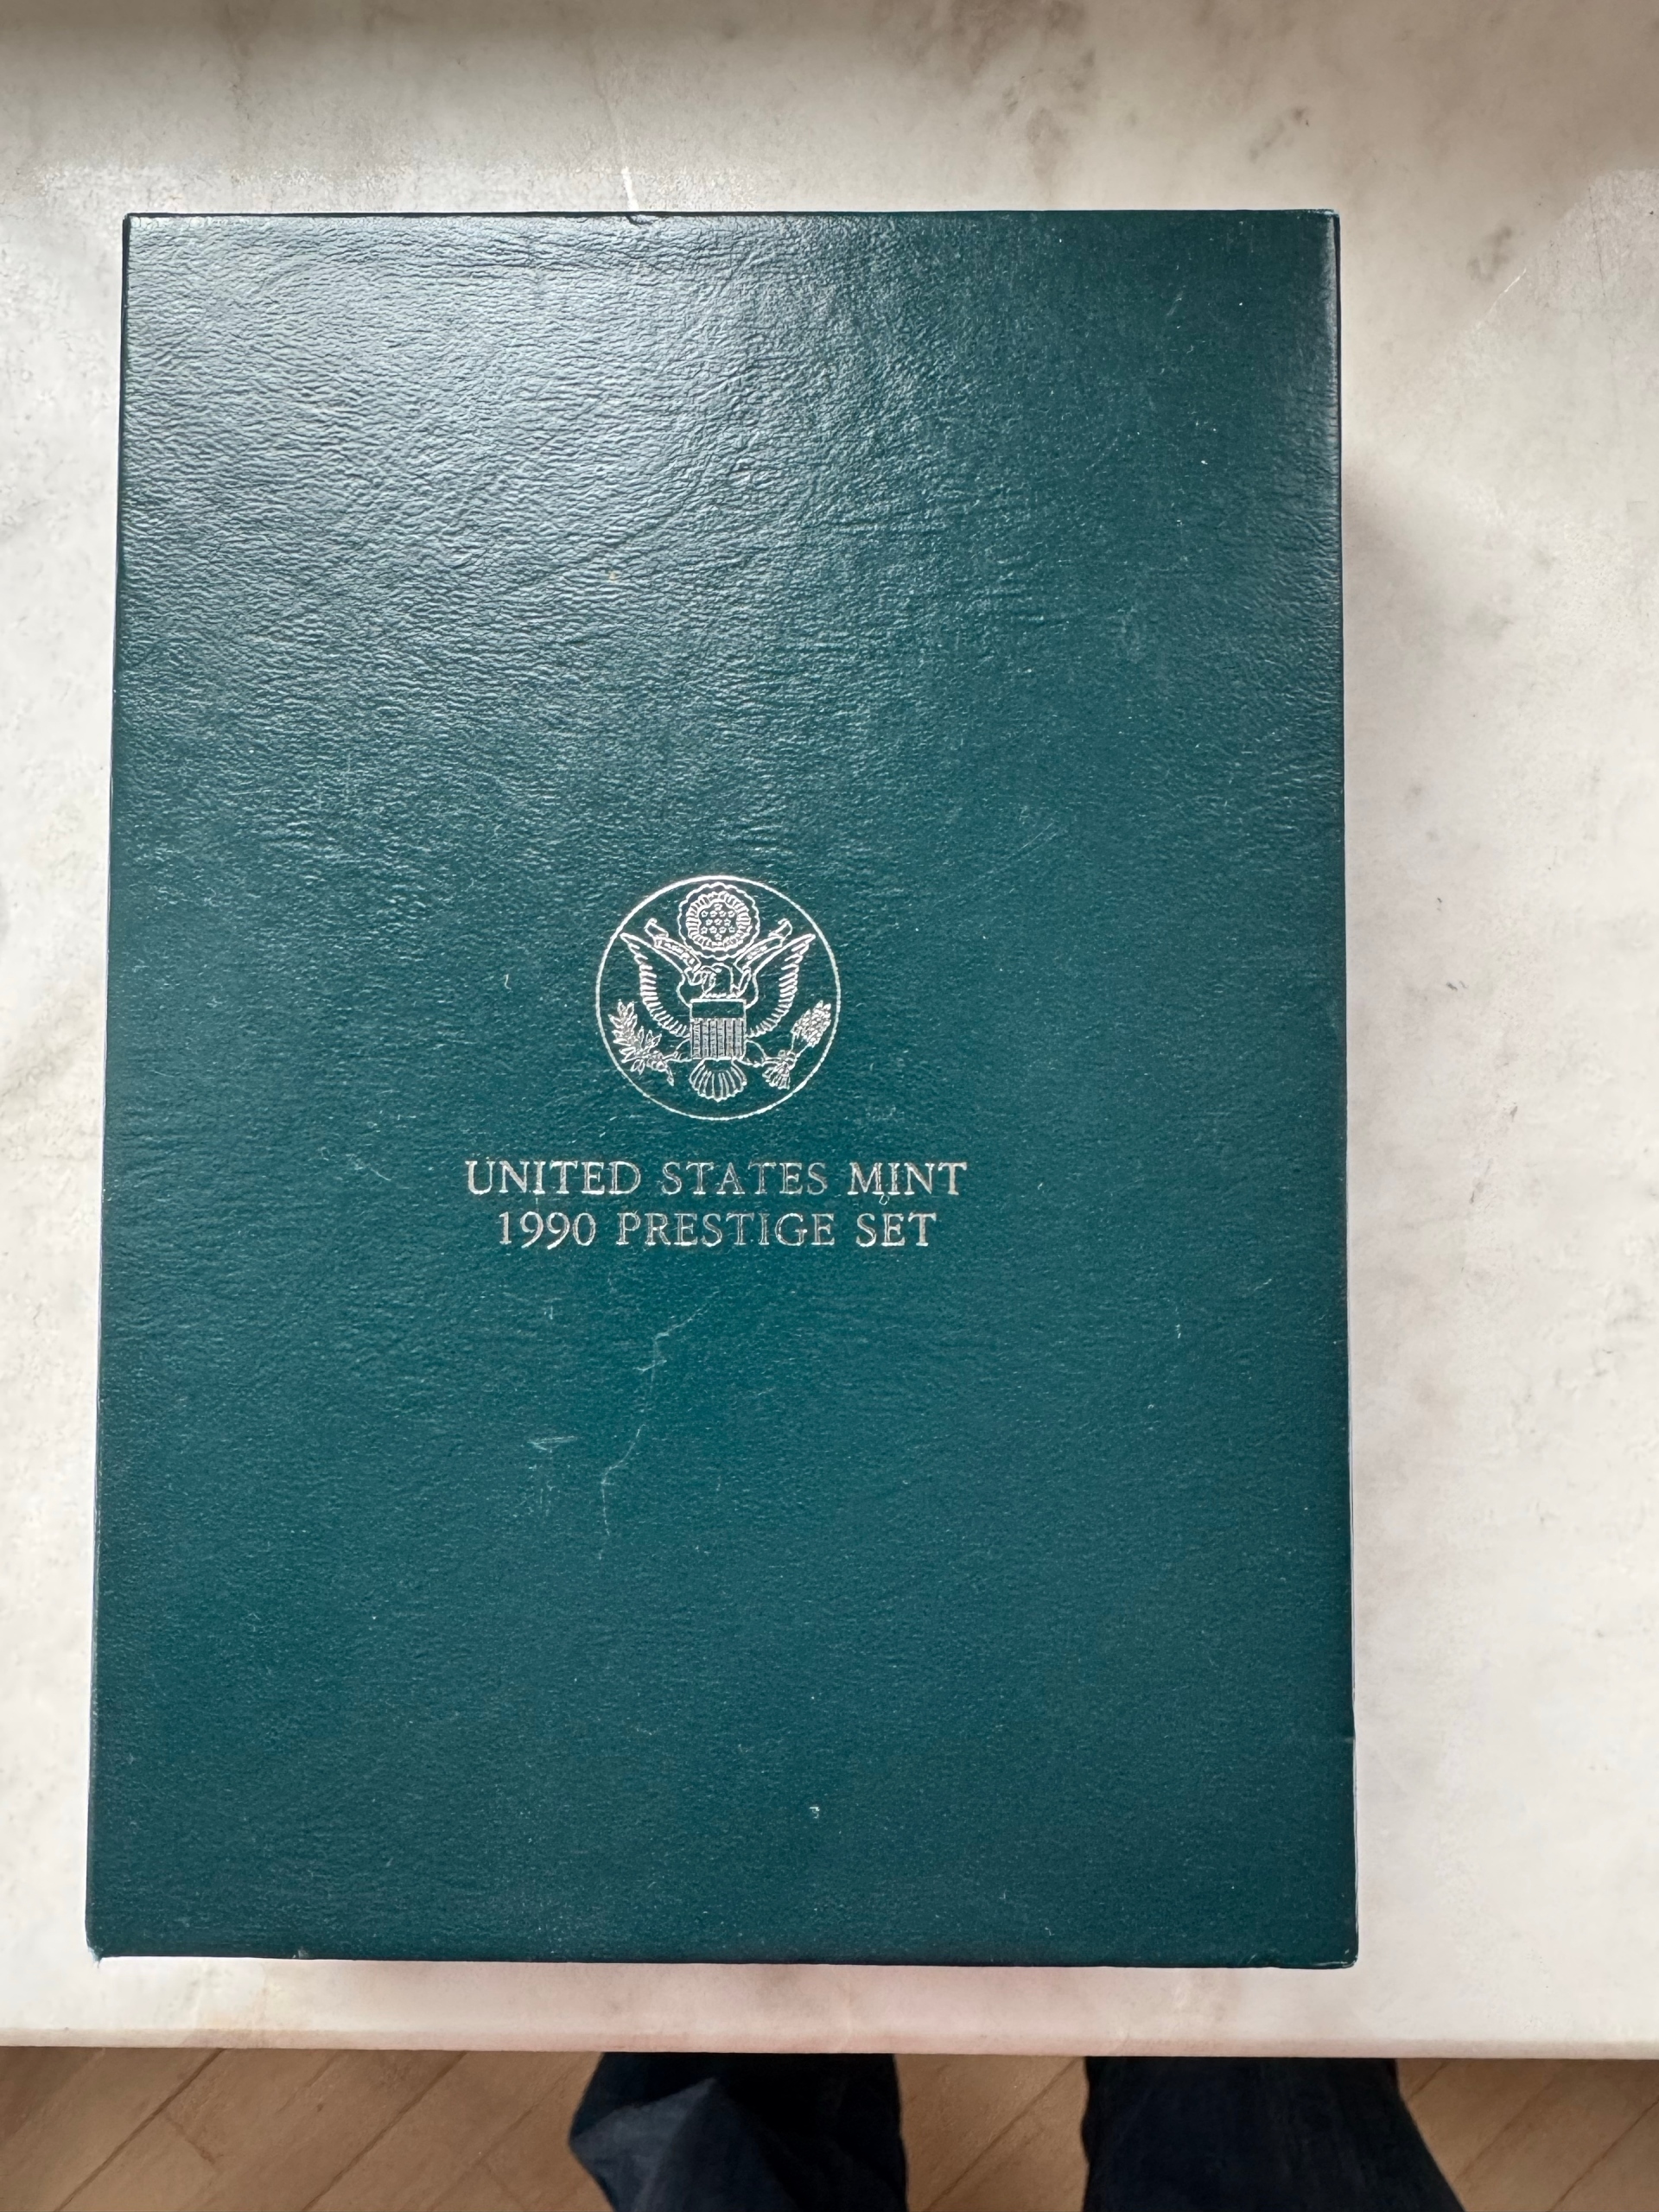 UNITED STATES MINT
1990 PRESTIGE SET